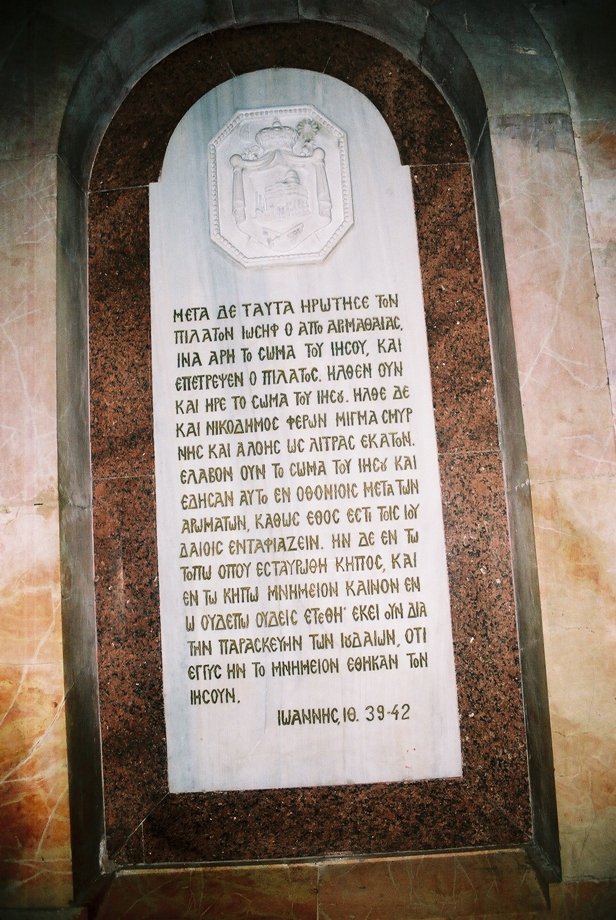 ΜΕΤΑ ΔΕ ΤΑΥΤΑ ΗΡΩΤΗΣΕ ΤΟΝ
ΠΙΛΑΤΟΝ ΙΩΣΗΦ Ο ΑΠΟ ΑΡΙΜΑΘΑΙΑΣ,
ΙΝΑ ΑΡΗ ΤΟ ΣΩΜΑ ΤΟΥ ΙΗΣΟΥ, ΚΑΙ
ΕΠΕΤΡΕΨΕΝ Ο ΠΙΛΑΤΟΣ. ΗΛΘΕΝ ΟΥΝ
ΚΑΙ ΗΡΕ ΤΟ ΣΩΜΑ ΤΟΥ ΙΗΣΟΥ. ΗΛΘΕ ΔΕ
ΚΑΙ ΝΙΚΟΔΗΜΟΣ ΦΕΡΩΝ ΜΙΓΜΑ ΣΜΥΡ
ΝΗΣ ΚΑΙ ΑΛΟΗΣ ΩΣ ΛΙΤΡΑΣ ΕΚΑΤΟΝ.
ΕΛΑΒΟΝ ΟΥΝ ΤΟ ΣΩΜΑ ΤΟΥ ΙΗΣΟΥ ΚΑΙ
ΕΔΗΣΑΝ ΑΥΤΟ ΕΝ ΟΘΟΝΙΟΙΣ ΜΕΤΑ ΤΩΝ
ΑΡΩΜΑΤΩΝ, ΚΑΘΩΣ ΕΘΟΣ ΕΣΤΙ ΤΟΙΣ ΙΟΥ
ΔΑΙΟΙΣ ΕΝΤΑΦΙΑΖΕΙΝ. ΗΝ ΔΕ ΕΝ ΤΩ
ΤΟΠΩ ΟΠΟΥ ΕΣΤΑΥΡΩΘΗ ΚΗΠΟΣ, ΚΑΙ
ΕΝ ΤΩ ΚΗΠΩ ΜΝΗΜΕΙΟΝ ΚΑΙΝΟΝ ΕΝ
Ω ΟΥΔΕΠΩ ΟΥΔΕΙΣ ΕΤΕΘΗ· ΕΚΕΙ ΟΥΝ ΔΙΑ
ΤΗΝ ΠΑΡΑΣΚΕΥΗΝ ΤΩΝ ΙΟΥΔΑΙΩΝ, ΟΤΙ
ΕΓΓΥΣ ΗΝ ΤΟ ΜΝΗΜΕΙΟΝ ΕΘΗΚΑΝ ΤΟΝ
ΙΗΣΟΥΝ.
ΙΩΑΝΝΗΣ, ΙΘ. 39-42